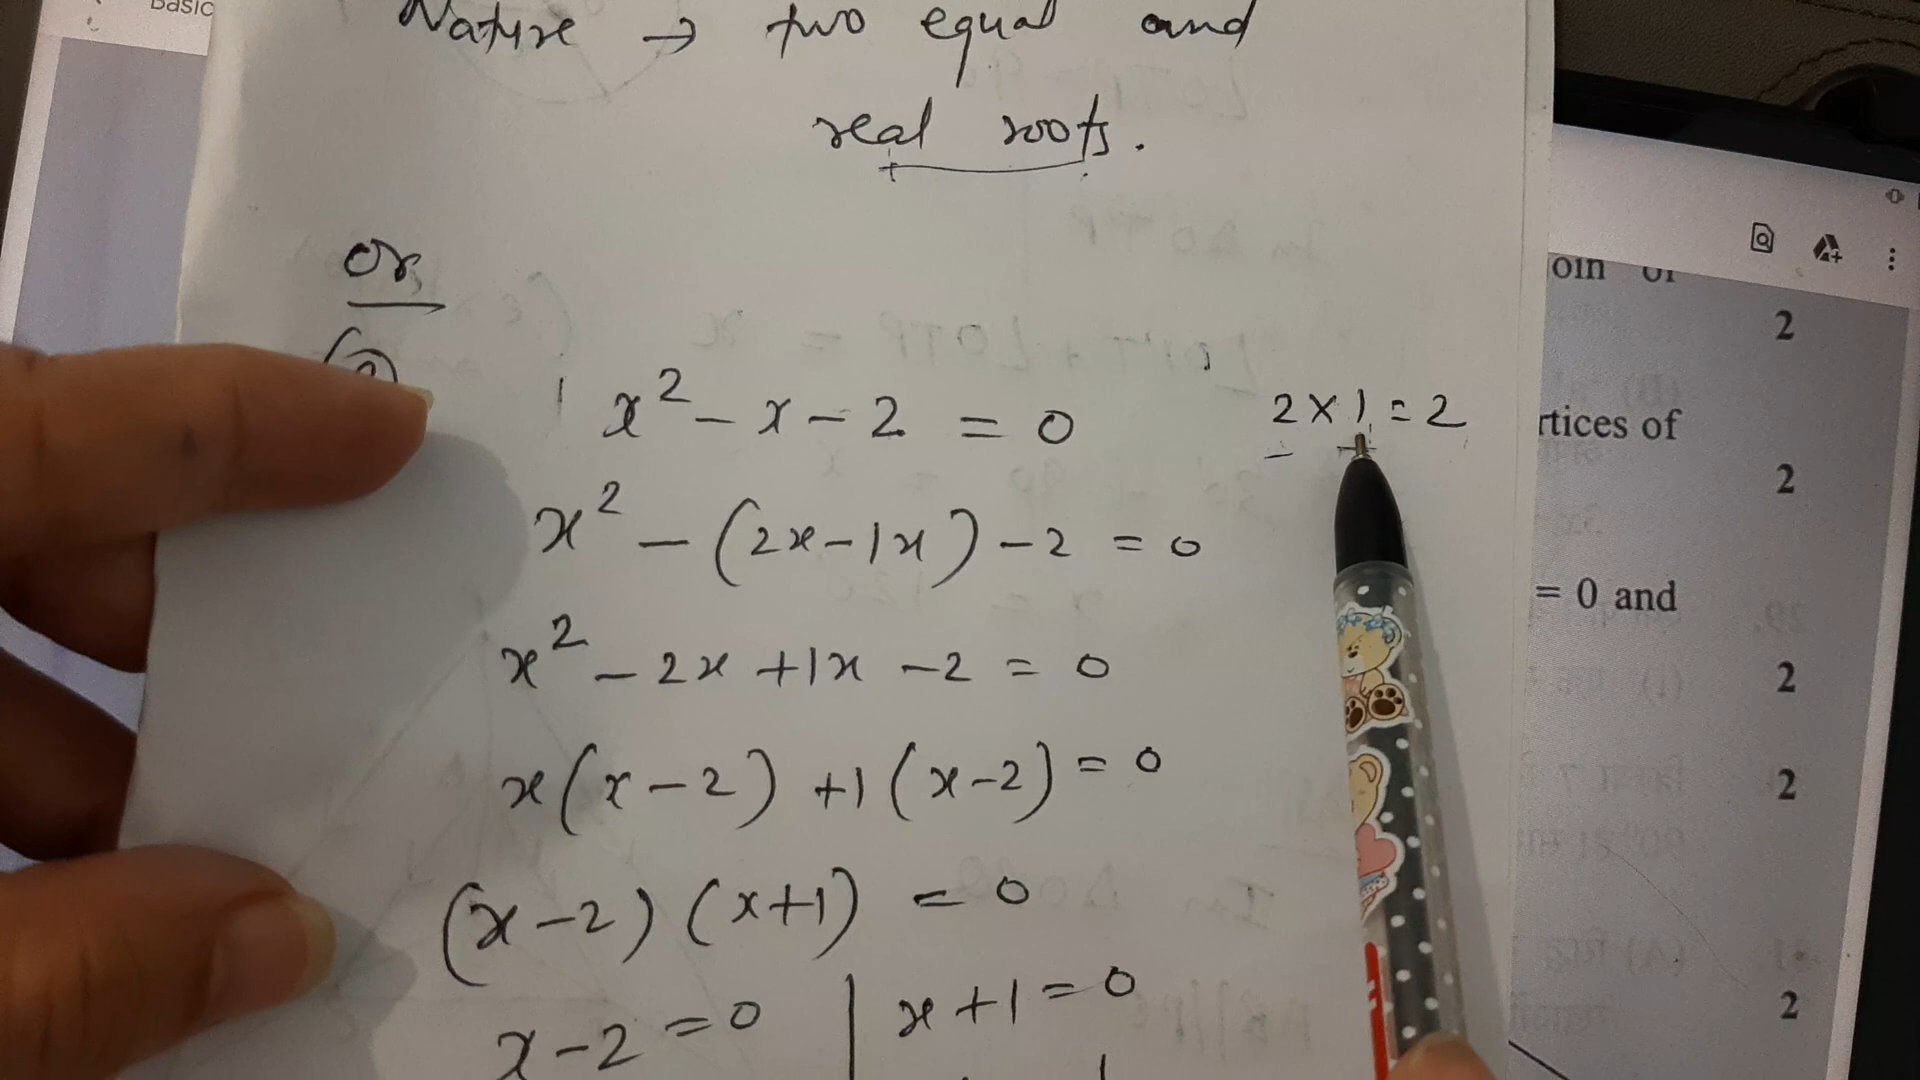 Basic
Nature → two equal and
real roots.
or
x² - x - 2 = 0
2 × 1 = 2
x² - (2x - 1x) - 2 = 0
x² - 2x + 1x - 2 = 0
x(x - 2) + 1(x - 2) = 0
(x - 2)(x + 1) = 0
x - 2 = 0 | x + 1 = 0
2
rtices of
2
= 0 and
2
2
2